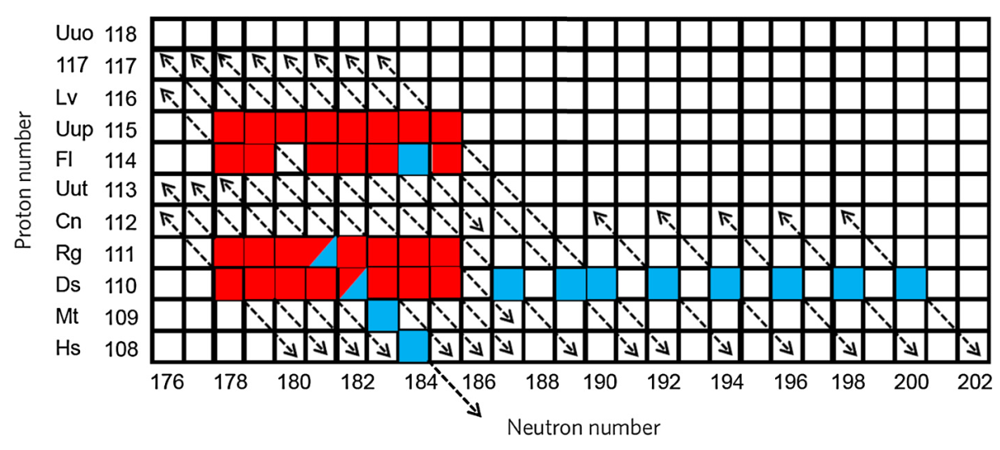 Proton number
Uuo 118
117 117
Lv 116
Uup 115
Fl 114
Uut 113
Cn 112
Rg 111
Ds 110
Mt 109
Hs 108
176 178 180 182 184 186 188 190 192 194 196 198 200 202
Neutron number